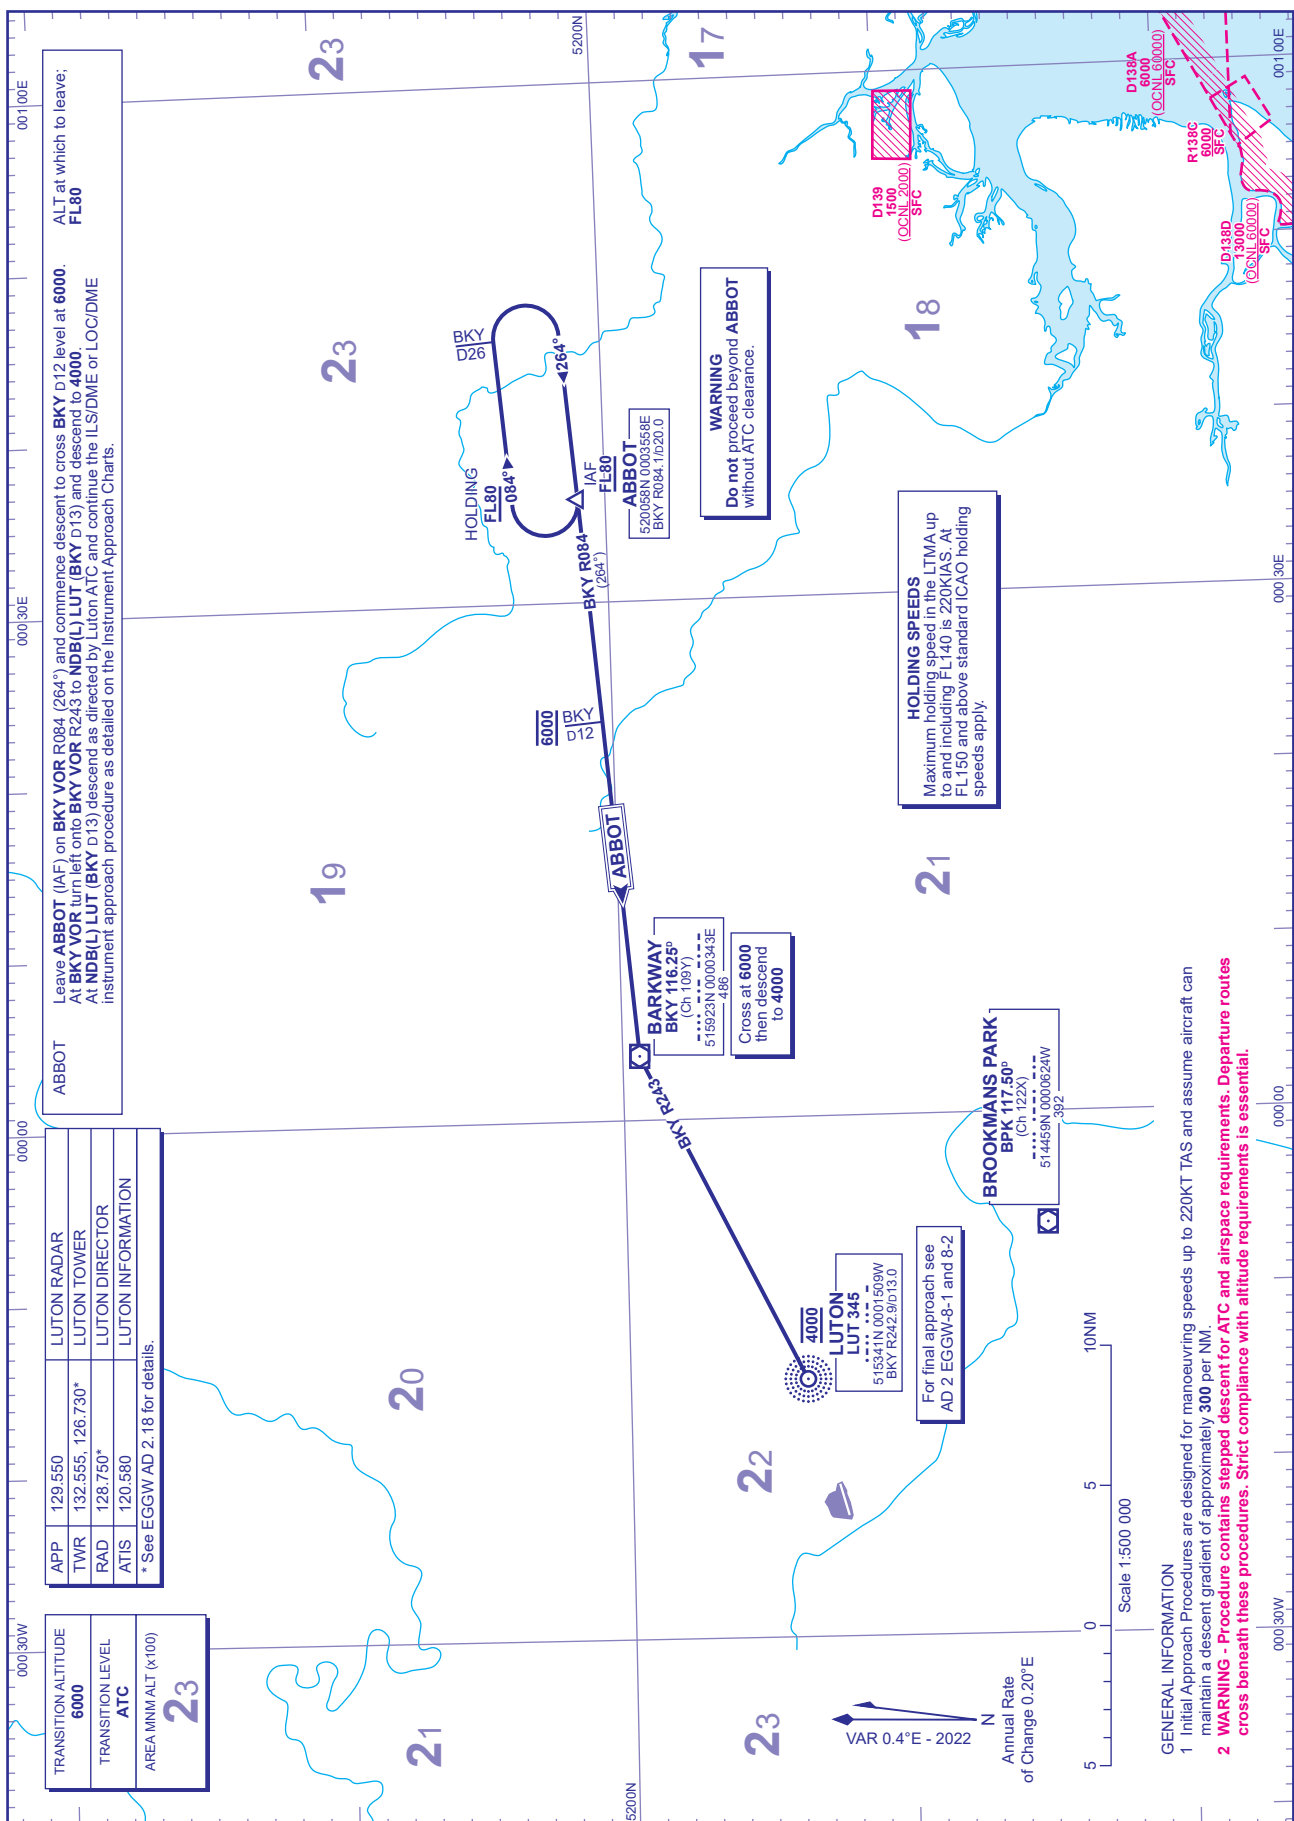 TRANSITION ALTITUDE
6000
TRANSITION LEVEL
ATC
AREA MNM ALT (x100)
23
APP 129.550 LUTON RADAR
TWR 132.555, 126.730* LUTON TOWER
RAD 128.750* LUTON DIRECTOR
ATIS 120.580 LUTON INFORMATION
* See EGGW AD 2.18 for details.
ABBOT
Leave ABBOT (IAF) on BKY VOR R084 (264°) and commence descent to cross BKY D12 level at 6000.
At BKY VOR turn left onto BKY VOR R243 to NDB(L) LUT (BKY D13) and descend to 4000.
At NDB(L) LUT (BKY D13) descend as directed by Luton ATC and continue the ILS/DME or LOC/DME
instrument approach procedure as detailed on the Instrument Approach Charts.
ALT at which to leave;
FL80
000 30W
000 00
000 30E
001 00E
23
23
19
20
21
17
18
21
22
23
5200N
5200N
HOLDING
FL80
084°
BKY
D26
264°
IAF
FL80
ABBOT
520058N 0003558E
BKY R084.1/D20.0
BKY R084
(264°)
6000
BKY
D12
ABBOT
BARKWAY
BKY 116.25D
(Ch 109Y)
515923N 0000343E
486
Cross at 6000
then descend
to 4000
BKY R243
4000
LUTON
LUT 345
515341N 0001509W
BKY R242.9/D13.0
For final approach see
AD 2 EGGW-8-1 and 8-2
BROOKMANS PARK
BPK 117.50D
(Ch 122X)
514459N 0000624W
392
WARNING
Do not proceed beyond ABBOT
without ATC clearance.
HOLDING SPEEDS
Maximum holding speed in the LTMA up
to and including FL140 is 220KIAS. At
FL150 and above standard ICAO holding
speeds apply.
D139
1500
(OCNL 2000)
SFC
D138A
6000
(OCNL 60000)
SFC
R138C
6000
SFC
D138D
13000
(OCNL 60000)
SFC
VAR 0.4°E - 2022
N
Annual Rate
of Change 0.20°E
5 0 5 10NM
Scale 1:500 000
GENERAL INFORMATION
1 Initial Approach Procedures are designed for manoeuvring speeds up to 220KT TAS and assume aircraft can
maintain a descent gradient of approximately 300 per NM.
2 WARNING - Procedure contains stepped descent for ATC and airspace requirements. Departure routes
cross beneath these procedures. Strict compliance with altitude requirements is essential.
000 30W
000 00
000 30E
001 00E